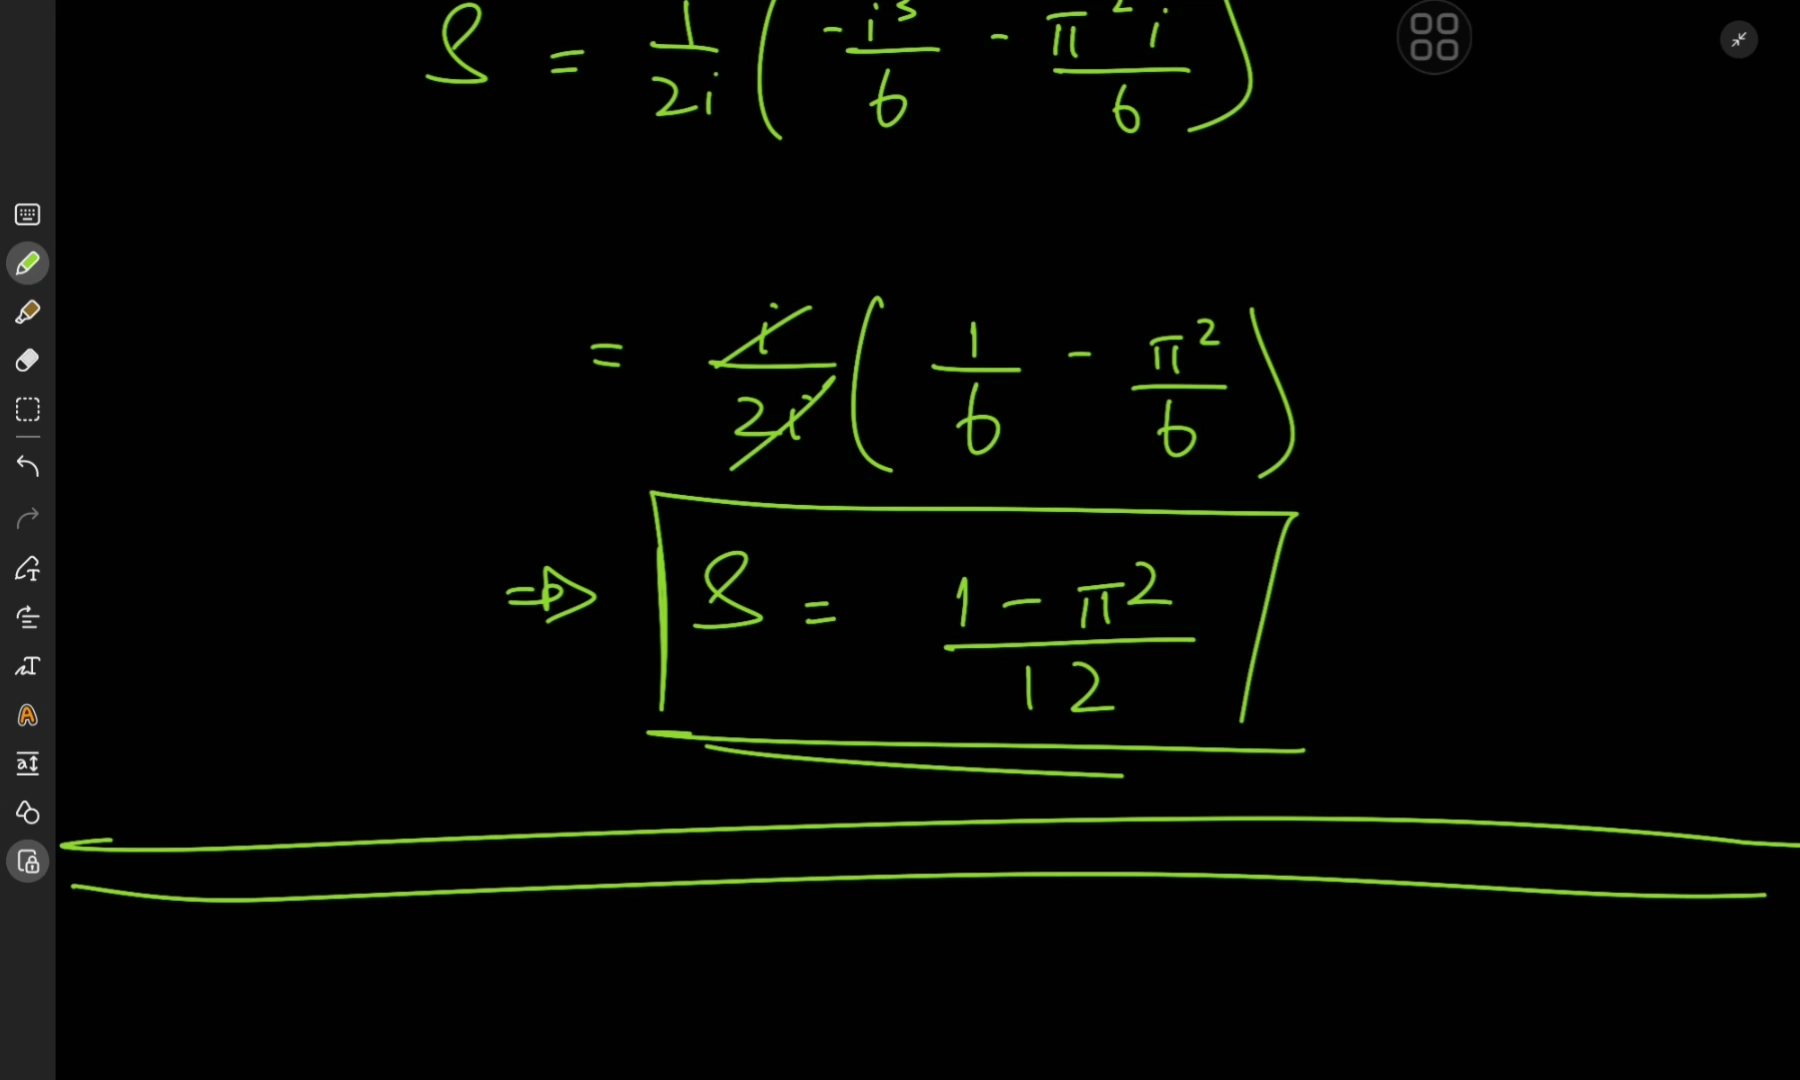 S = 1/2i ( -i³/6 - π² i/6 )
= i/2i ( 1/6 - π²/6 )
⇒ S = 1 - π²/12